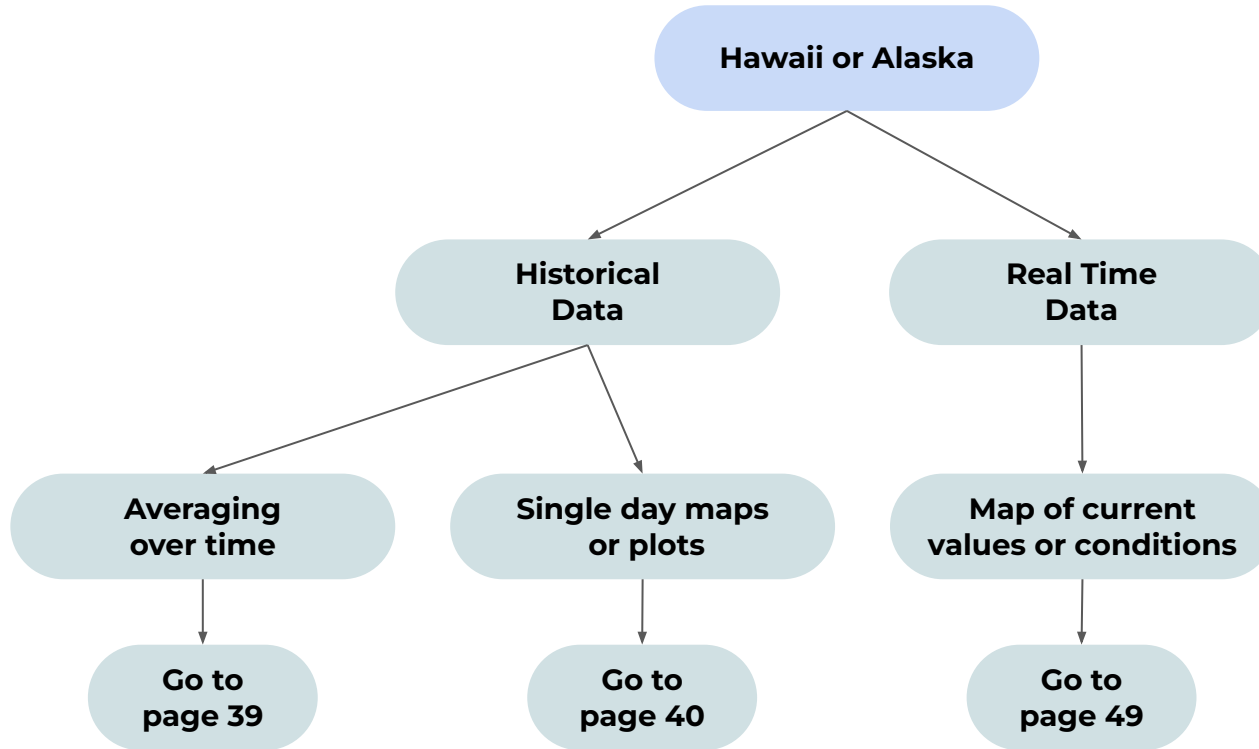 Hawaii or Alaska
Historical
Data
Real Time
Data
Averaging
over time
Single day maps
or plots
Map of current
values or conditions
Go to
page 39
Go to
page 40
Go to
page 49